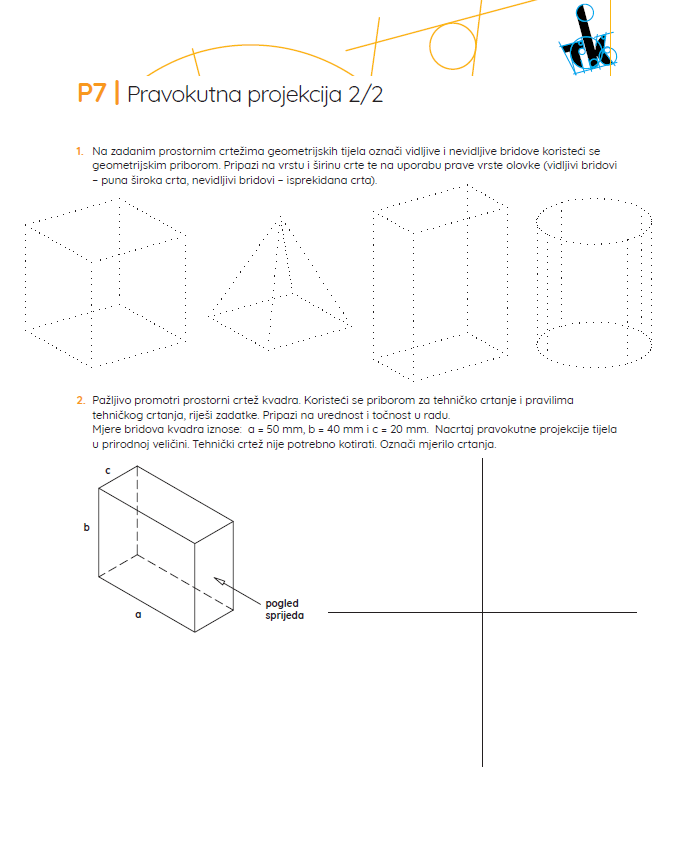 P7 | Pravokutna projekcija 2/2
1. Na zadanim prostornim crtežima geometrijskih tijela označi vidljive i nevidljive bridove koristeći se
geometrijskim priborom. Pripazi na vrstu i širinu crte te na uporabu prave vrste olovke (vidljivi bridovi
– puna široka crta, nevidljivi bridovi – isprekidana crta).
2. Pažljivo promotri prostorni crtež kvadra. Koristeći se priborom za tehničko crtanje i pravilima
tehničkog crtanja, riješi zadatke. Pripazi na urednost i točnost u radu.
Mjere bridova kvadra iznose: a = 50 mm, b = 40 mm i c = 20 mm. Nacrtaj pravokutne projekcije tijela
u prirodnoj veličini. Tehnički crtež nije potrebno kotirati. Označi mjerilo crtanja.
c
b
a
pogled
sprijeda